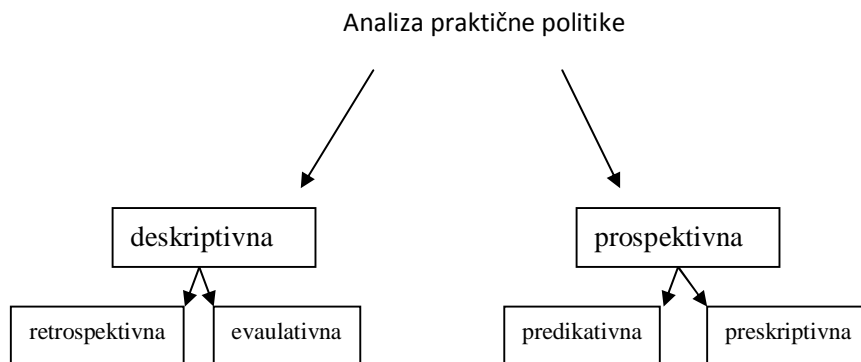 Analiza praktične politike
deskriptivna
prospektivna
retrospektivna
evaulativna
predikativna
preskriptivna